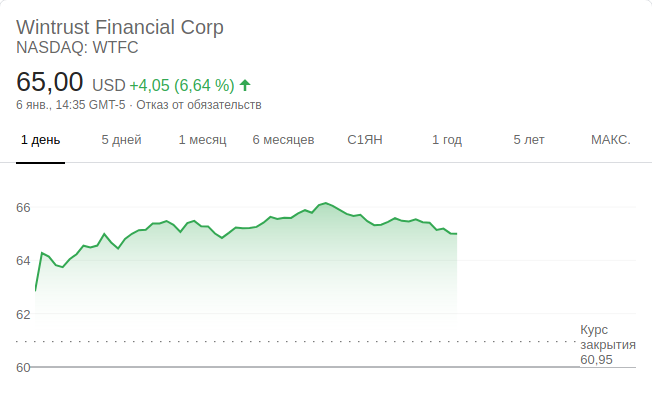 Wintrust Financial Corp
NASDAQ: WTFC
65,00 USD +4,05 (6,64 %)
6 янв., 14:35 GMT-5 · Отказ от обязательств
1 день 5 дней 1 месяц 6 месяцев С1ЯН 1 год 5 лет МАКС.
66
64
62
Курс
закрытия
60,95
60